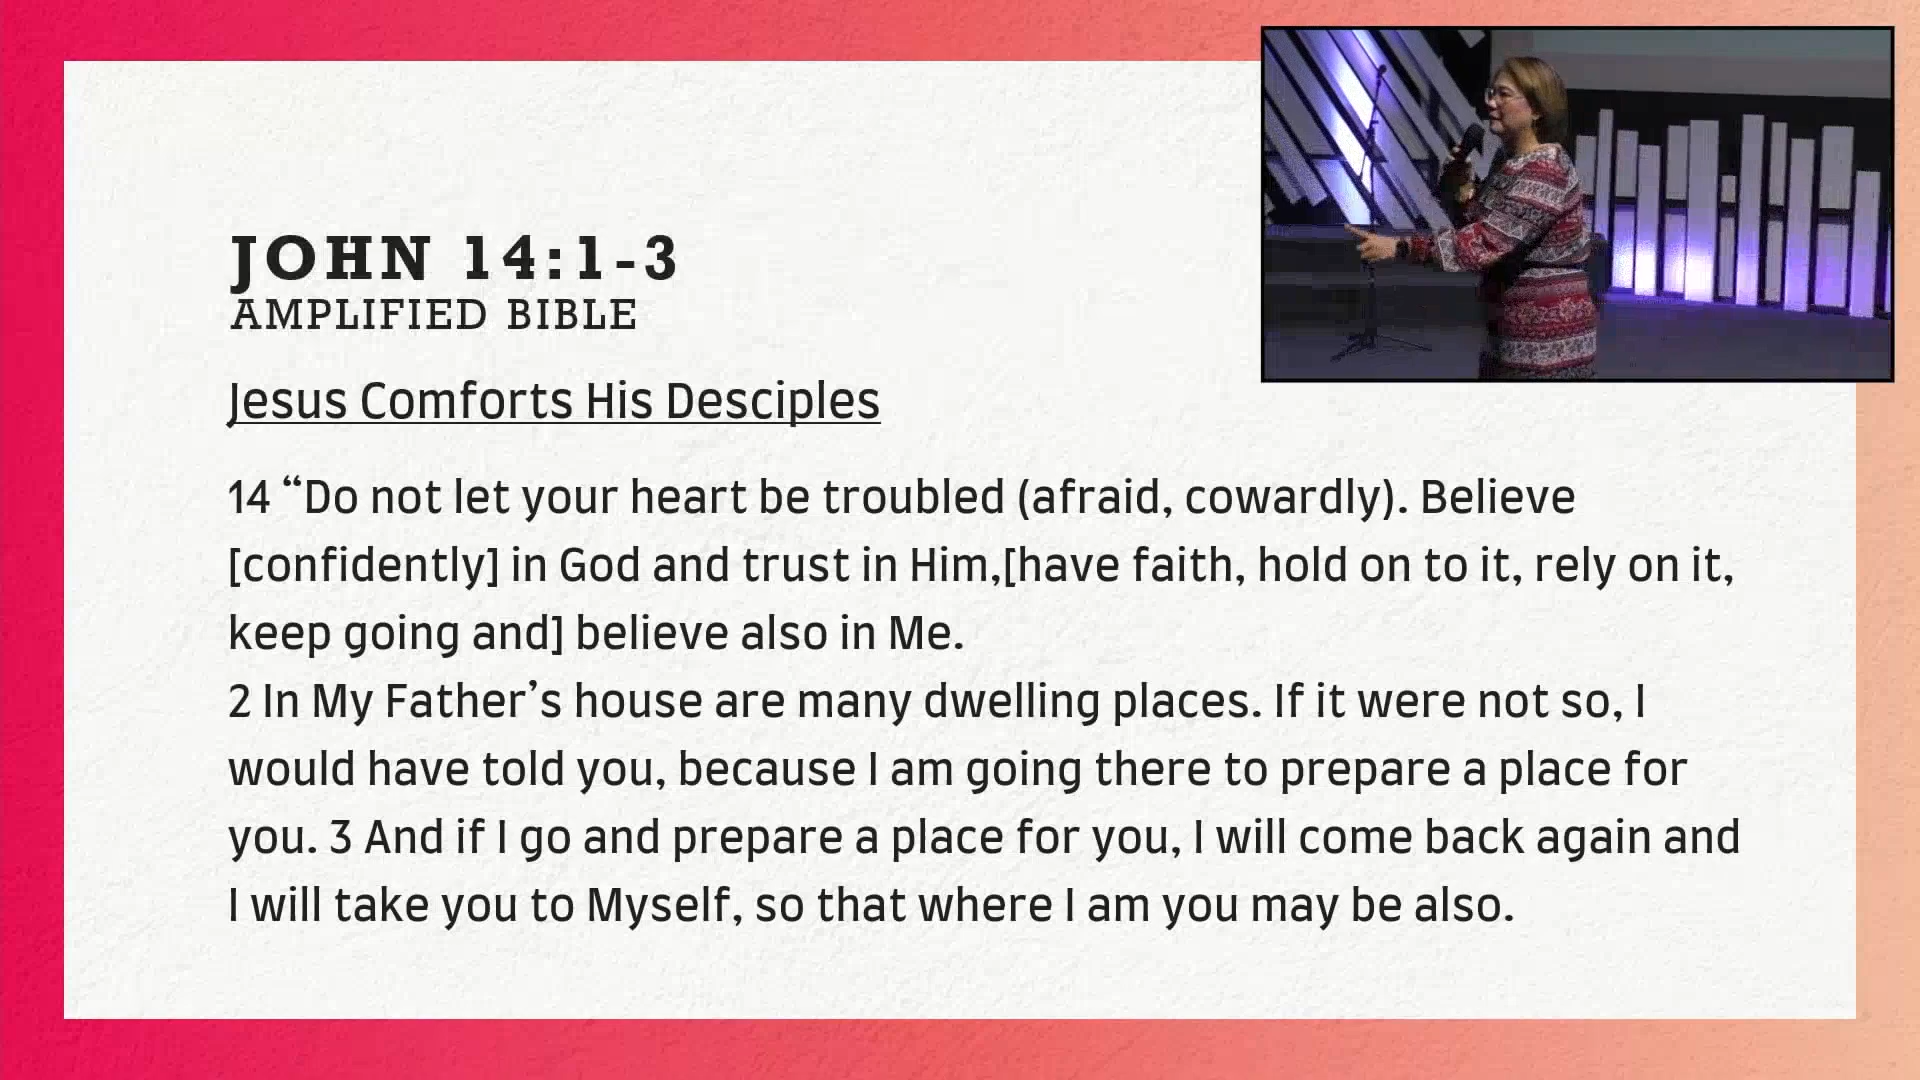 JOHN 14:1-3
AMPLIFIED BIBLE
Jesus Comforts His Desciples
14 “Do not let your heart be troubled (afraid, cowardly). Believe
[confidently] in God and trust in Him,[have faith, hold on to it, rely on it,
keep going and] believe also in Me.
2 In My Father’s house are many dwelling places. If it were not so, I
would have told you, because I am going there to prepare a place for
you. 3 And if I go and prepare a place for you, I will come back again and
I will take you to Myself, so that where I am you may be also.